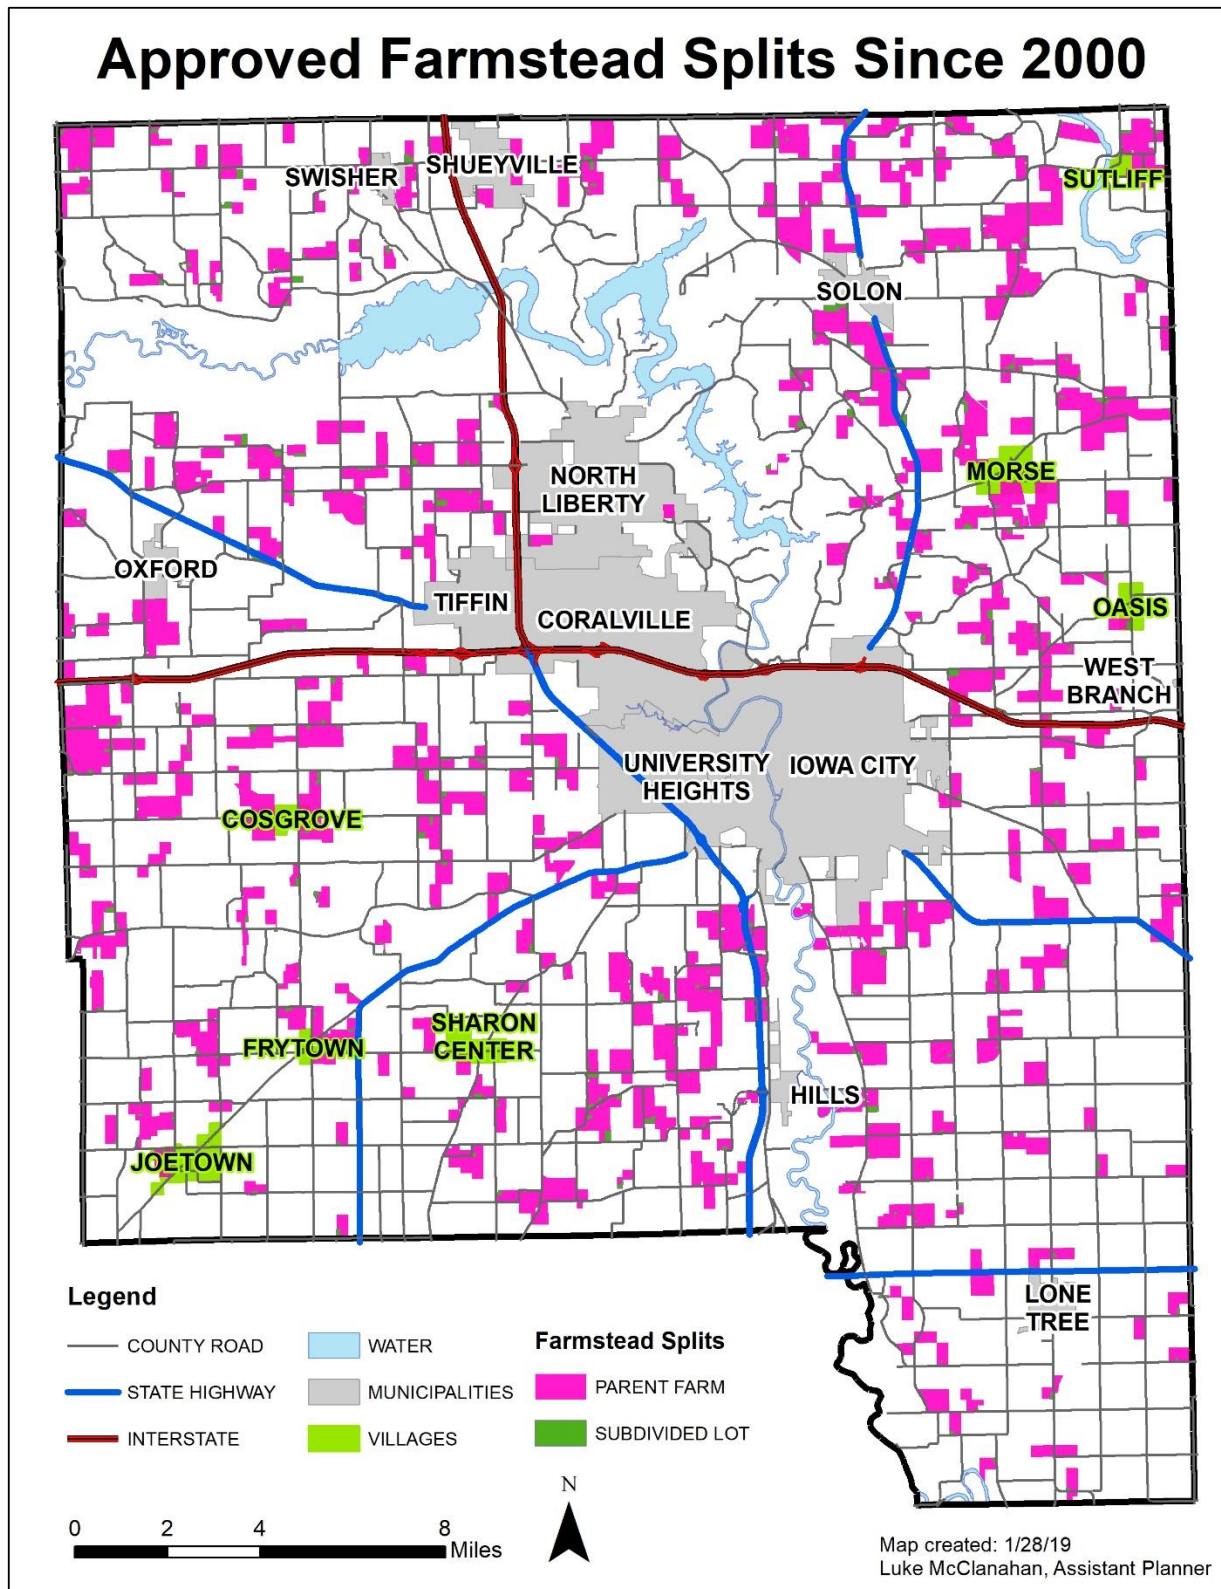 Approved Farmstead Splits Since 2000
SWISHER
SHUEYVILLE
SUTLIFF
SOLON
NORTH
LIBERTY
MORSE
OXFORD
TIFFIN
CORALVILLE
OASIS
WEST
BRANCH
UNIVERSITY
HEIGHTS
IOWA CITY
COSGROVE
FRYTOWN
SHARON
CENTER
HILLS
JOETOWN
LONE
TREE
Legend
COUNTY ROAD
STATE HIGHWAY
INTERSTATE
WATER
MUNICIPALITIES
VILLAGES
Farmstead Splits
PARENT FARM
SUBDIVIDED LOT
N
0 2 4 8
Miles
Map created: 1/28/19
Luke McClanahan, Assistant Planner